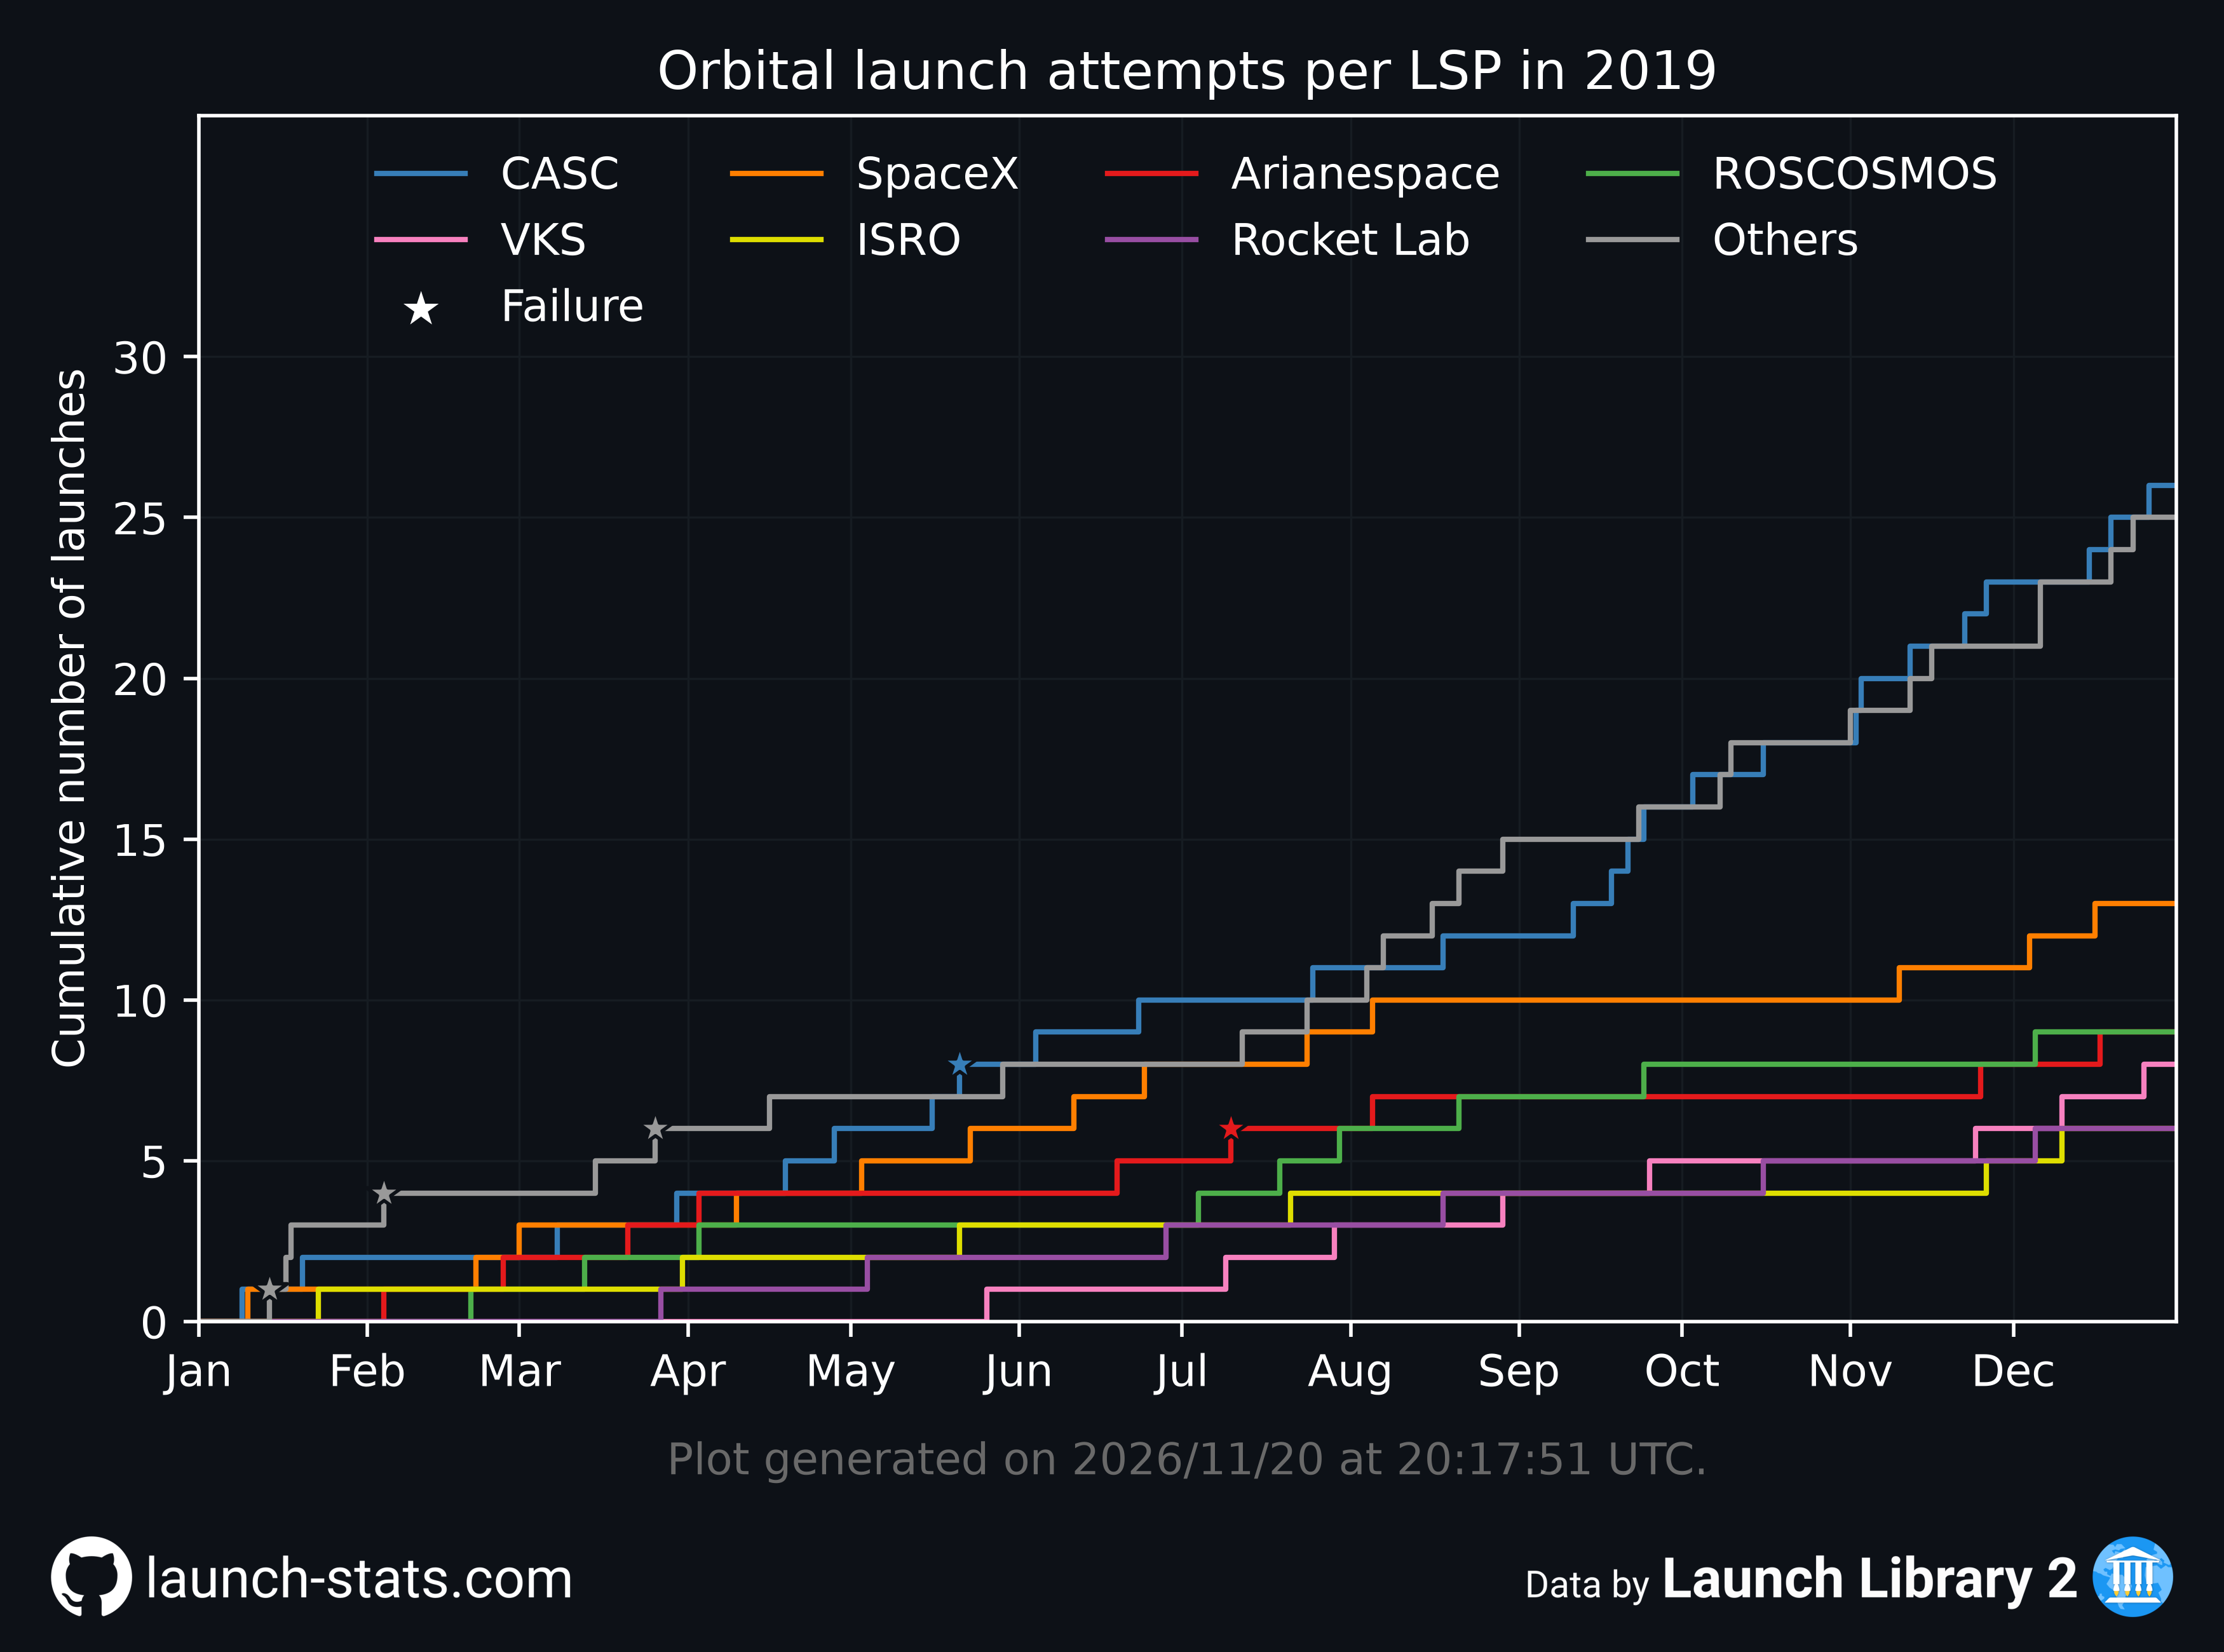 Orbital launch attempts per LSP in 2019
CASC SpaceX Arianespace ROSCOSMOS
VKS ISRO Rocket Lab Others
Failure
Cumulative number of launches
30
25
20
15
10
5
0
Jan Feb Mar Apr May Jun Jul Aug Sep Oct Nov Dec
Plot generated on 2026/11/20 at 20:17:51 UTC.
launch-stats.com
Data by Launch Library 2